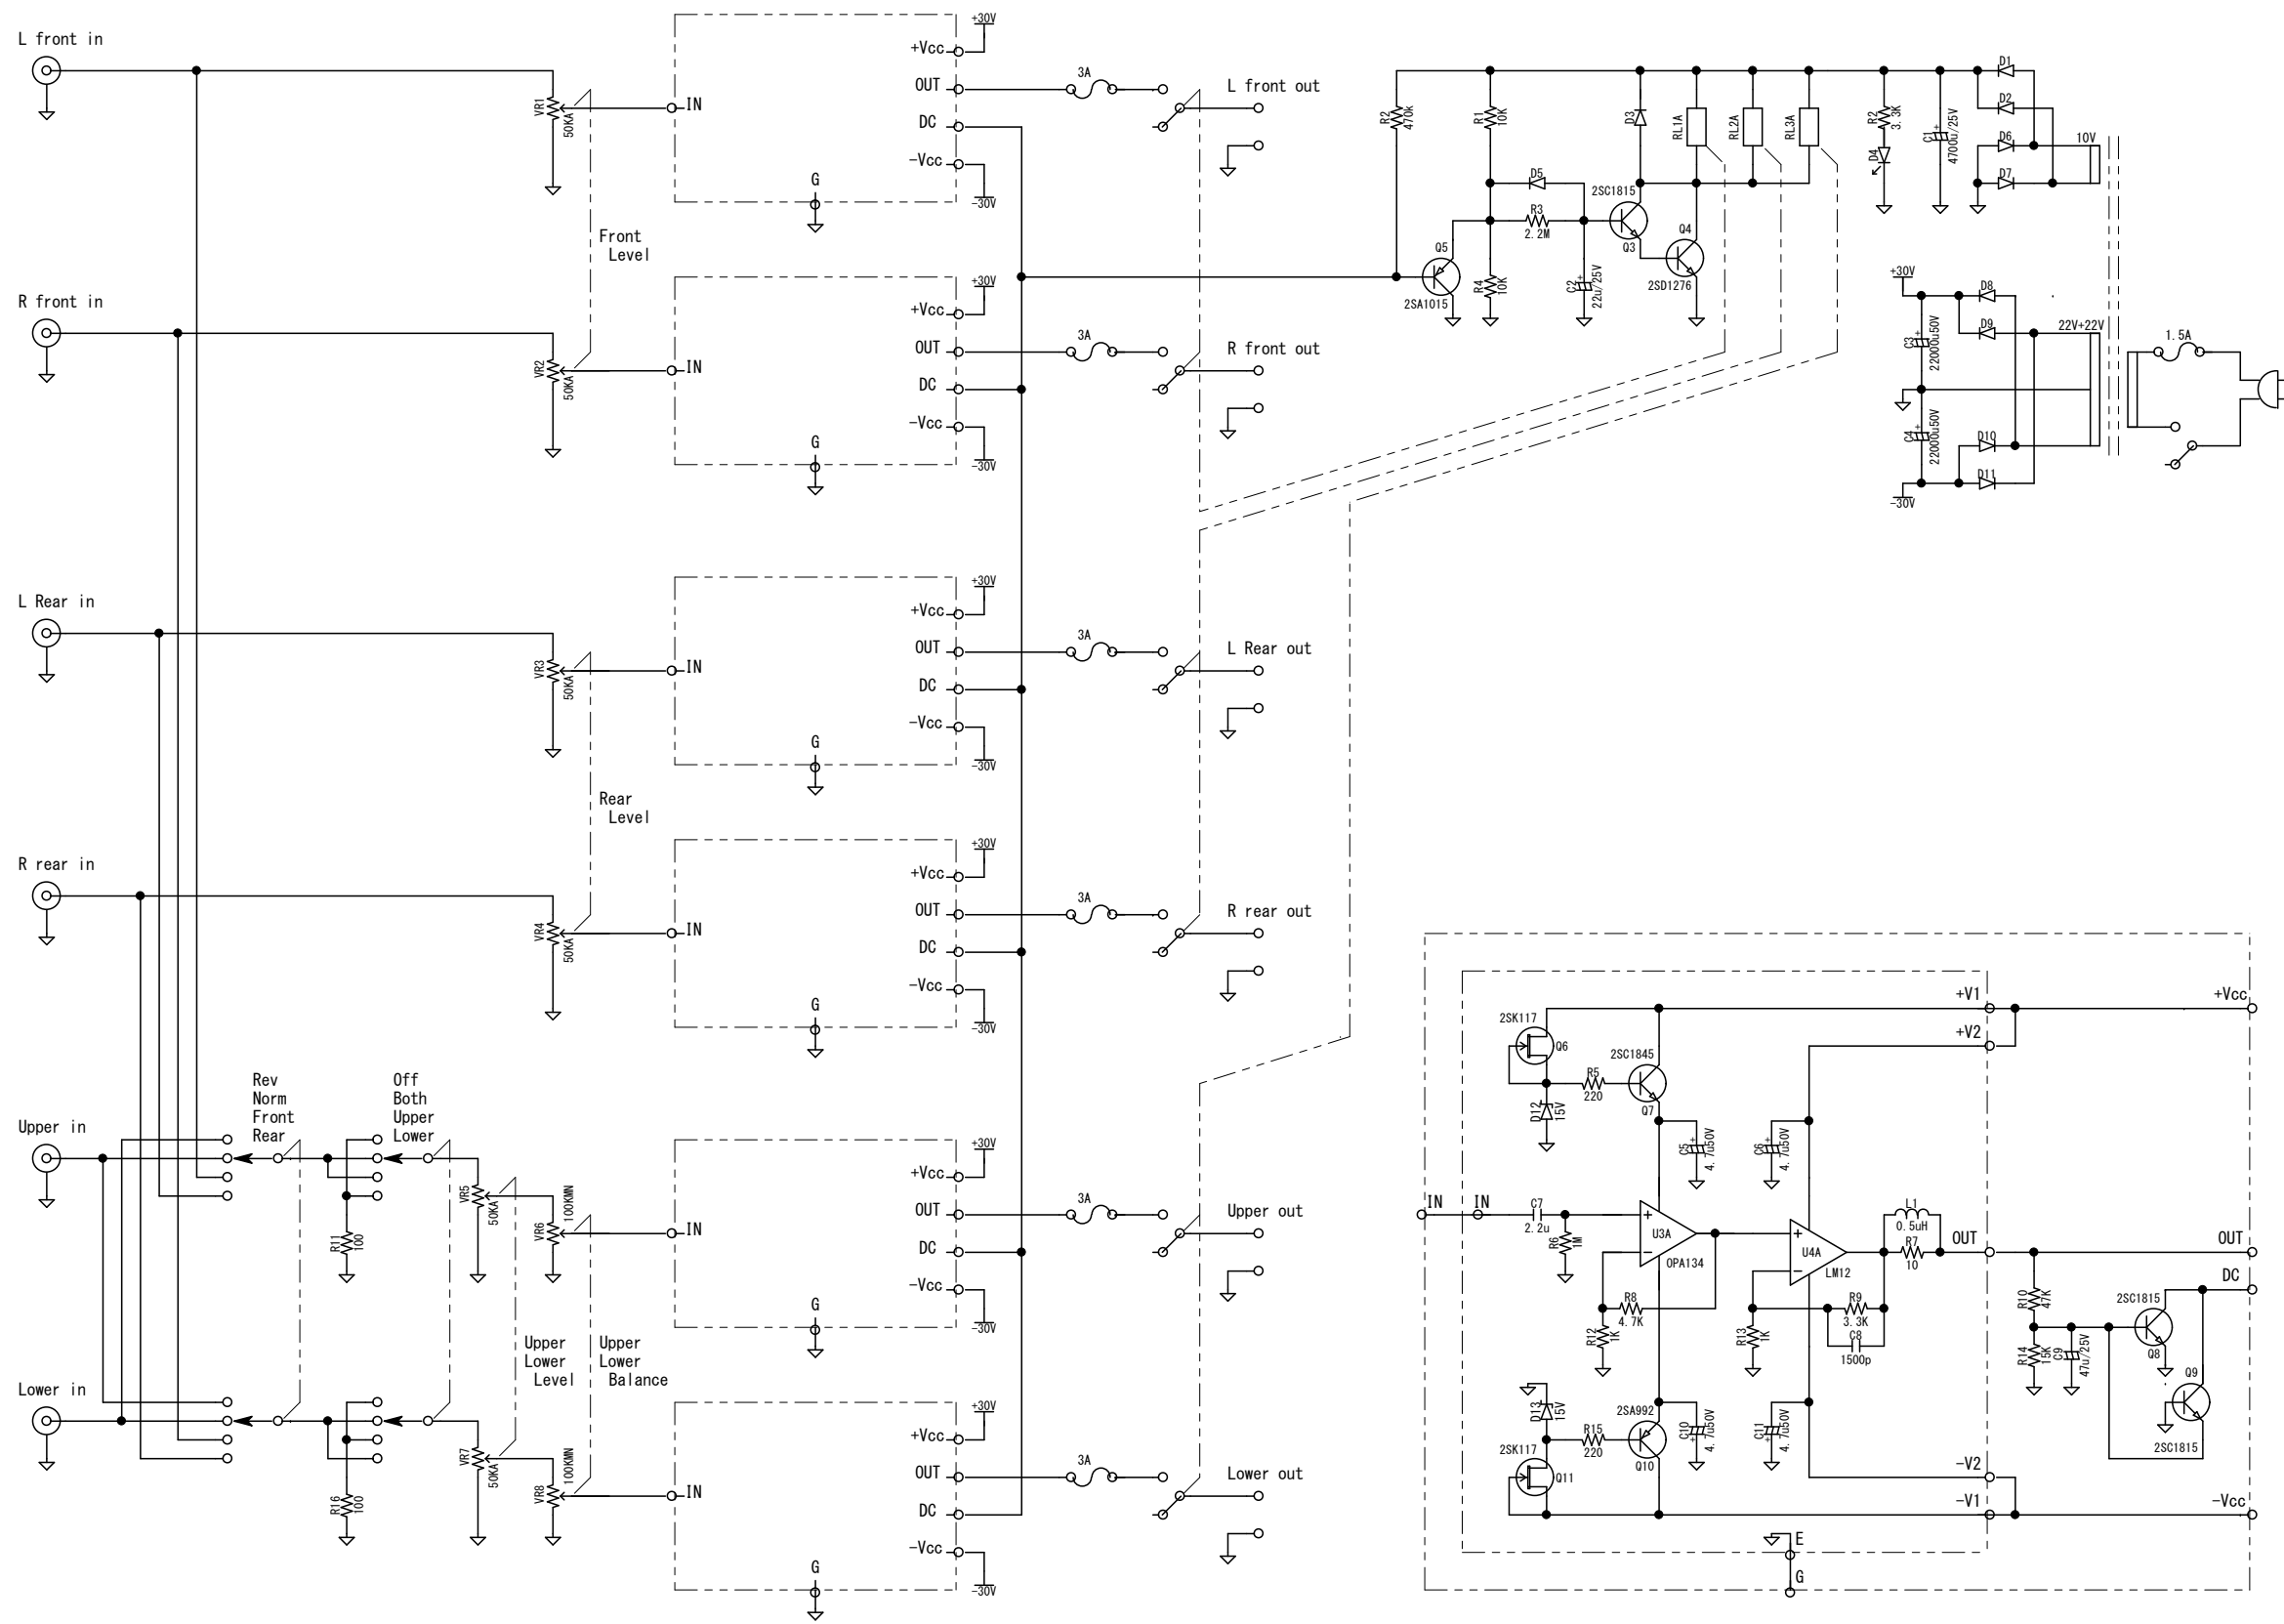 L front in
VR1
50KA
IN
+Vcc
OUT
DC
-Vcc
G
+30V
-30V
3A
L front out
Front
Level
R front in
VR2
50KA
IN
+Vcc
OUT
DC
-Vcc
G
+30V
-30V
3A
R front out
L Rear in
VR3
50KA
IN
+Vcc
OUT
DC
-Vcc
G
+30V
-30V
3A
L Rear out
Rear
Level
R rear in
VR4
50KA
IN
+Vcc
OUT
DC
-Vcc
G
+30V
-30V
3A
R rear out
Rev
Norm
Front
Rear
Off
Both
Upper
Lower
Upper in
R11
100
VR5
50KA
VR6
100KMN
IN
+Vcc
OUT
DC
-Vcc
G
+30V
-30V
3A
Upper out
Upper
Lower
Level
Upper
Lower
Balance
Lower in
R16
100
VR7
50KA
VR8
100KMN
IN
+Vcc
OUT
DC
-Vcc
G
+30V
-30V
3A
Lower out
R2
470k
R1
10K
D5
R3
2.2M
Q5
2SA1015
R4
10K
C2
22u/25V
2SC1815
Q3
Q4
2SD1276
D3
RL1A
RL2A
RL3A
R2
3.3K
D4
C1
4700u/25V
D1
D2
D6
D7
10V
+30V
D8
D9
22V+22V
C3
22000u50V
C4
22000u50V
D10
D11
-30V
1.5A
2SK117
Q6
2SC1845
R5
220
Q7
D12
15V
C5
4.7u50V
C6
4.7u50V
+V1
+V2
+Vcc
IN
IN
C7
2.2u
R6
1M
U3A
OPA134
R8
4.7K
R12
1K
U4A
LM12
R13
1K
R9
3.3K
C8
1500p
L1
0.5uH
R7
10
OUT
OUT
DC
R10
47K
R14
15K
C9
47u/25V
2SC1815
Q8
Q9
2SC1815
D13
15V
2SK117
Q11
R15
220
2SA992
Q10
C10
4.7u50V
C11
4.7u50V
-V2
-V1
-Vcc
E
G